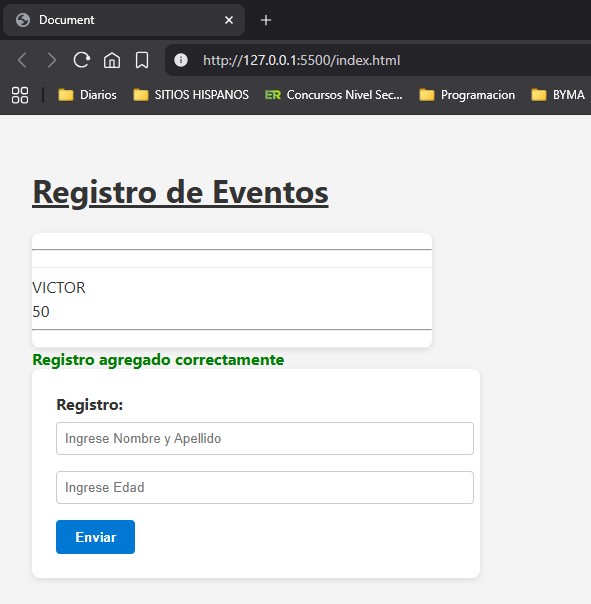 Document
http://127.0.0.1:5500/index.html
Diarios SITIOS HISPANOS ER Concursos Nivel Sec... Programacion BYMA
Registro de Eventos
VICTOR
50
Registro agregado correctamente
Registro:
Ingrese Nombre y Apellido
Ingrese Edad
Enviar